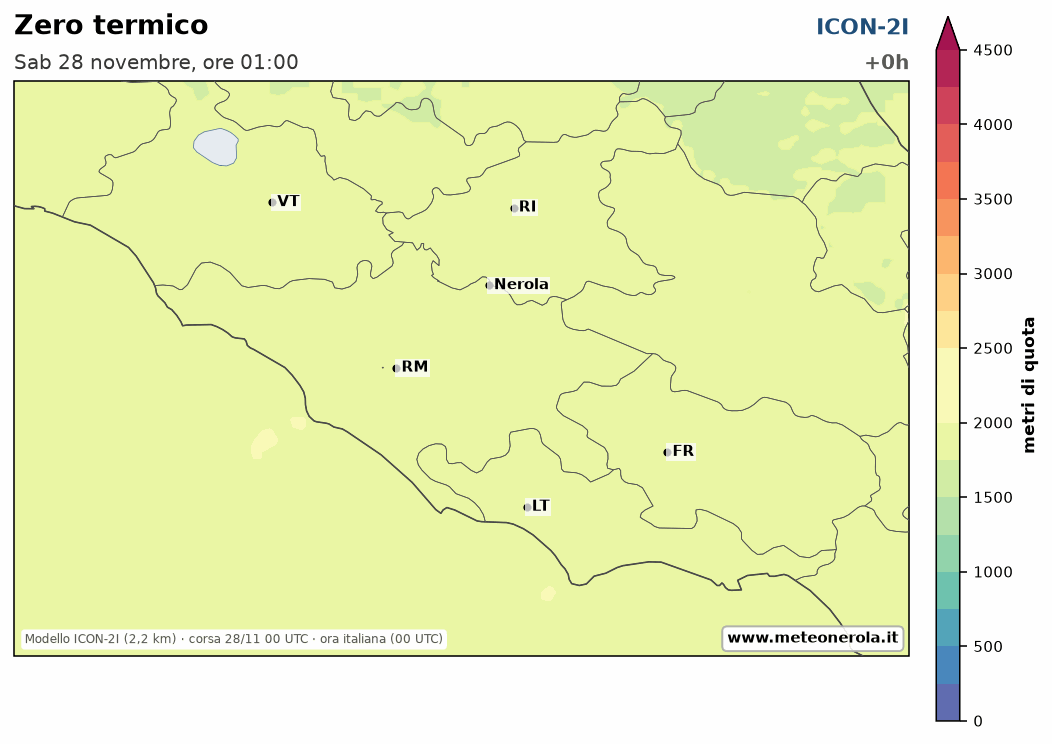 Zero termico
ICON-2I
Sab 28 novembre, ore 01:00
+0h
VT
RI
Nerola
RM
FR
LT
Modello ICON-2I (2,2 km) · corsa 28/11 00 UTC · ora italiana (00 UTC)
www.meteonerola.it
4500
4000
3500
3000
2500
2000
1500
1000
500
0
metri di quota